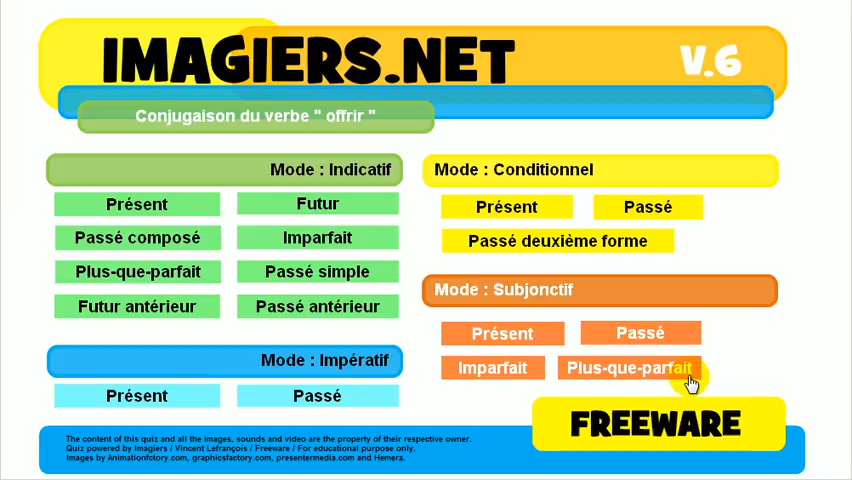 IMAGIERS.NET
V.6
Conjugaison du verbe " offrir "
Mode : Indicatif
Présent
Futur
Passé composé
Imparfait
Plus-que-parfait
Passé simple
Futur antérieur
Passé antérieur
Mode : Impératif
Présent
Passé
Mode : Conditionnel
Présent
Passé
Passé deuxième forme
Mode : Subjonctif
Présent
Passé
Imparfait
Plus-que-parfait
FREEWARE
The content of this quiz and all the images, sounds and video are the property of their respective owner.
Quiz powered by Imagiers / Vincent Lefrançois / Freeware / For educational purpose only.
Images by Animationfctory.com, graphicsfactory.com, presentermedia.com and Hemera.